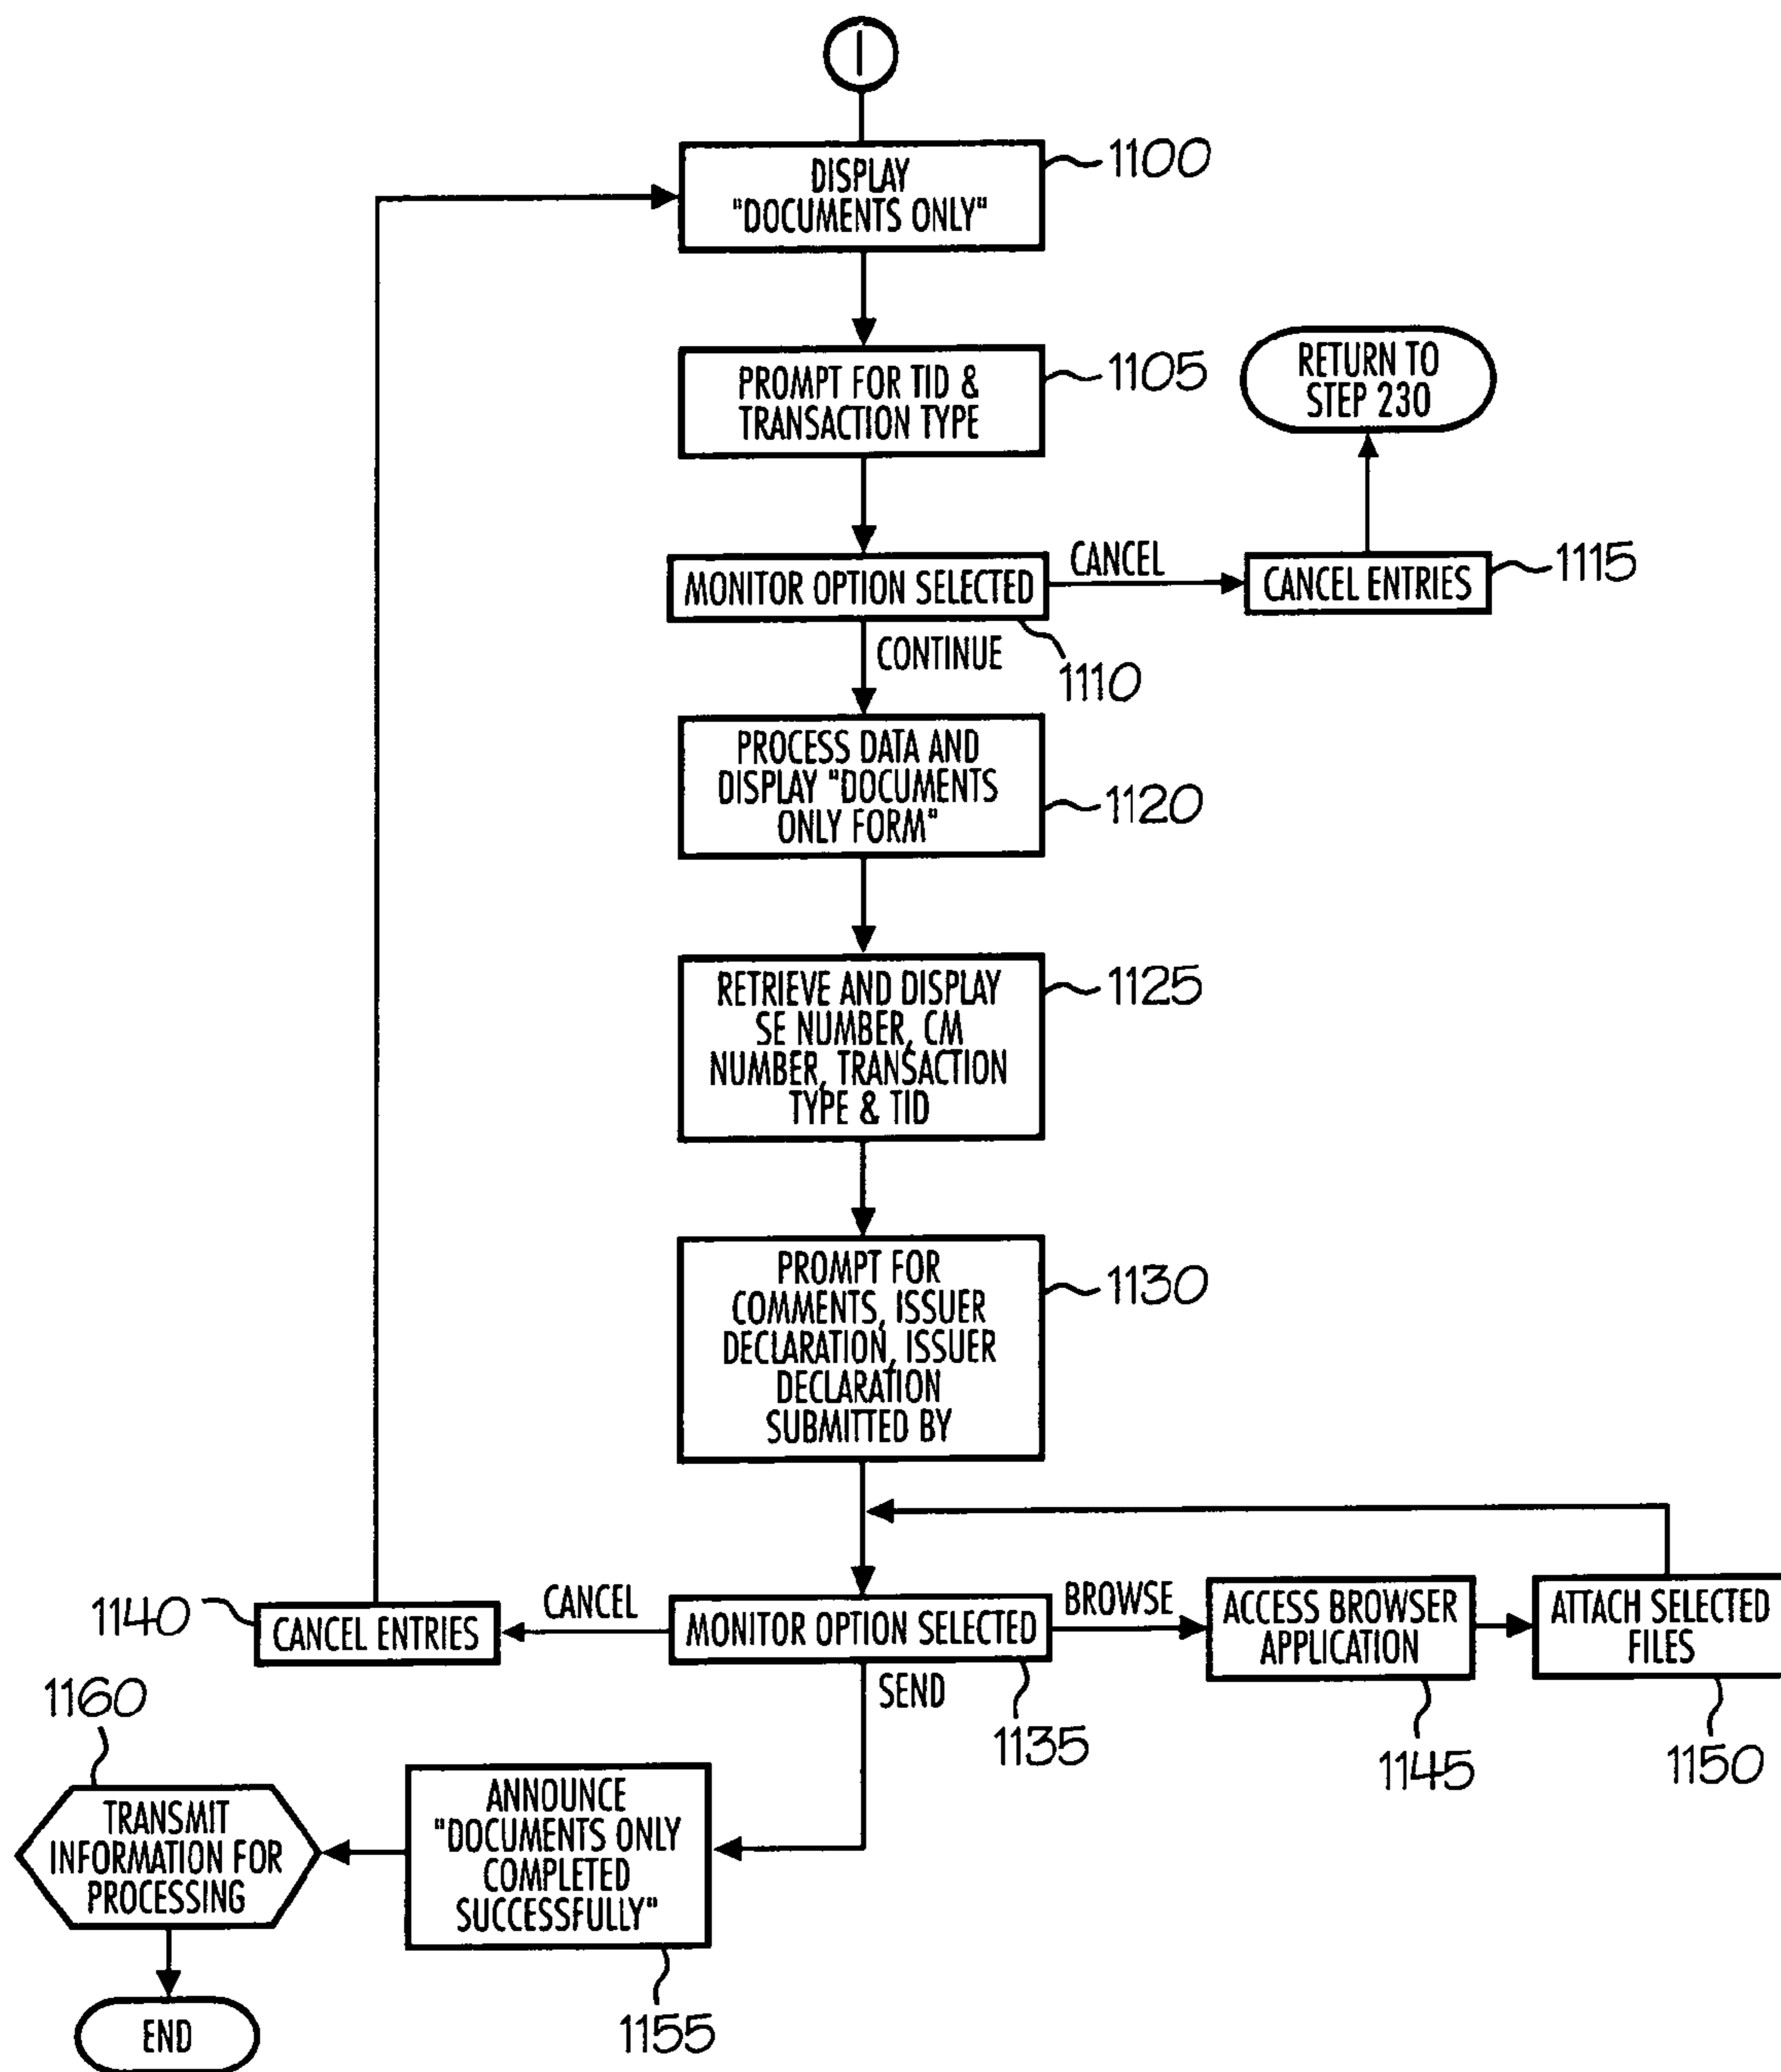 I
DISPLAY
"DOCUMENTS ONLY"
1100
PROMPT FOR TID &
TRANSACTION TYPE
1105
RETURN TO
STEP 230
MONITOR OPTION SELECTED
CANCEL
CANCEL ENTRIES
1115
CONTINUE
1110
PROCESS DATA AND
DISPLAY "DOCUMENTS
ONLY FORM"
1120
RETRIEVE AND DISPLAY
SE NUMBER, CM
NUMBER, TRANSACTION
TYPE & TID
1125
PROMPT FOR
COMMENTS, ISSUER
DECLARATION, ISSUER
DECLARATION
SUBMITTED BY
1130
1140
CANCEL ENTRIES
CANCEL
MONITOR OPTION SELECTED
BROWSE
ACCESS BROWSER
APPLICATION
ATTACH SELECTED
FILES
SEND
1135
1145
1150
1160
TRANSMIT
INFORMATION FOR
PROCESSING
ANNOUNCE
"DOCUMENTS ONLY
COMPLETED
SUCCESSFULLY"
1155
END